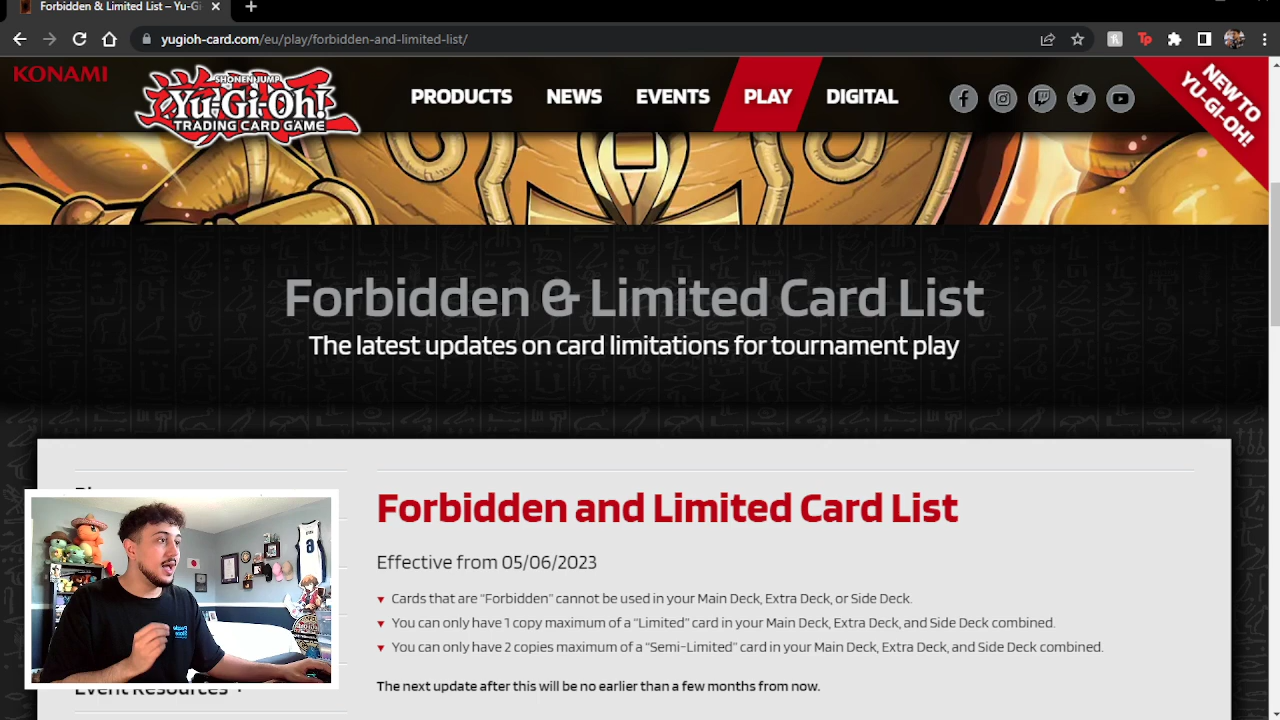 Forbidden & Limited List – Yu-Gi
yugioh-card.com/eu/play/forbidden-and-limited-list/
KONAMI
SHONEN JUMP
Yu-Gi-Oh!
TRADING CARD GAME
PRODUCTS NEWS EVENTS PLAY DIGITAL
NEW TO
YU-GI-OH!
Forbidden & Limited Card List
The latest updates on card limitations for tournament play
Forbidden and Limited Card List
Effective from 05/06/2023
Cards that are “Forbidden” cannot be used in your Main Deck, Extra Deck, or Side Deck.
You can only have 1 copy maximum of a “Limited” card in your Main Deck, Extra Deck, and Side Deck combined.
You can only have 2 copies maximum of a “Semi-Limited” card in your Main Deck, Extra Deck, and Side Deck combined.
The next update after this will be no earlier than a few months from now.
Event Resources